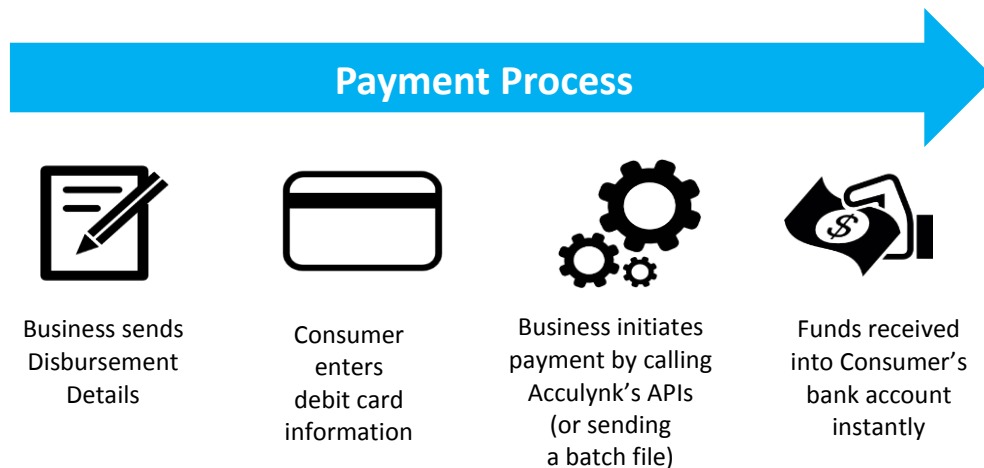 Payment Process
$
Business sends
Disbursement
Details
Consumer
enters
debit card
information
Business initiates
payment by calling
Acculynk’s APIs
(or sending
a batch file)
Funds received
into Consumer’s
bank account
instantly